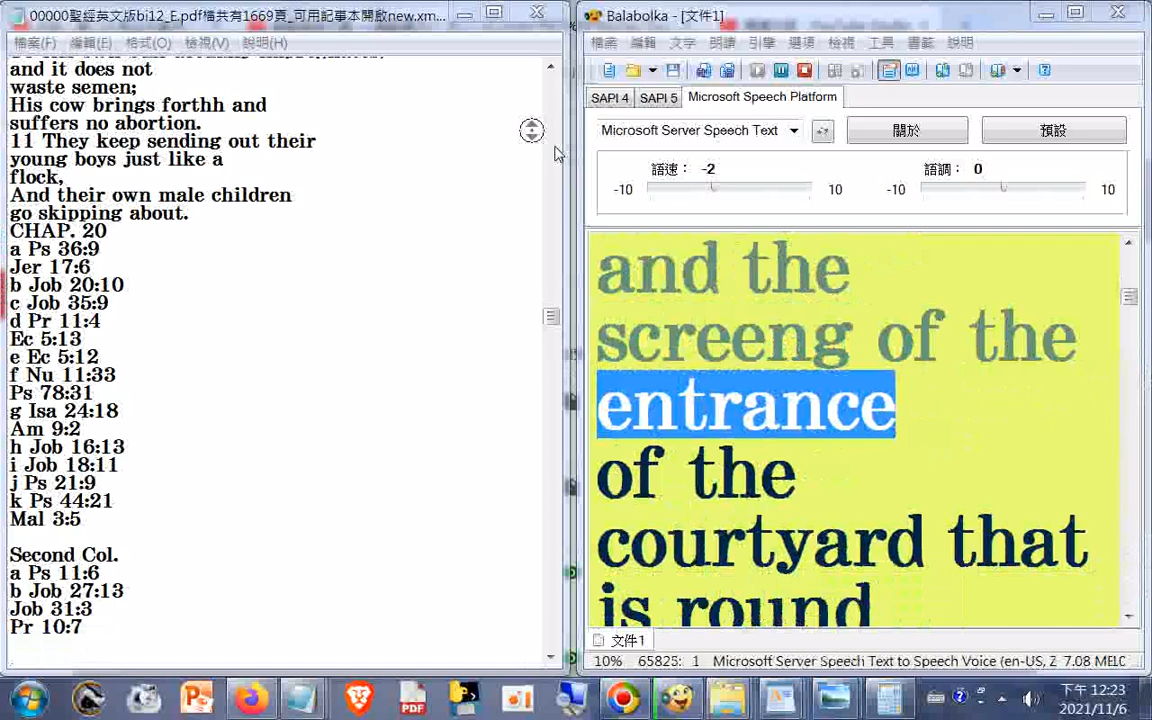 00000聖經英文版bi12_E.pdf檔共有1669頁_可用記事本開啟new.xm...
檔案(F) 編輯(E) 格式(O) 檢視(V) 說明(H)
and it does not
waste semen;
His cow brings forthh and
suffers no abortion.
11 They keep sending out their
young boys just like a
flock,
And their own male children
go skipping about.
CHAP. 20
a Ps 36:9
Jer 17:6
b Job 20:10
c Job 35:9
d Pr 11:4
Ec 5:13
e Ec 5:12
f Nu 11:33
Ps 78:31
g Isa 24:18
Am 9:2
h Job 16:13
i Job 18:11
j Ps 21:9
k Ps 44:21
Mal 3:5
Second Col.
a Ps 11:6
b Job 27:13
Job 31:3
Pr 10:7
Balabolka - [文件1]
檔案 編輯 文字 朗讀 引擎 選項 檢視 工具 書籤 說明
SAPI 4 SAPI 5 Microsoft Speech Platform
Microsoft Server Speech Text 關於 預設
語速： -2 語調： 0
-10 10 -10 10
and the
screeng of the
entrance
of the
courtyard that
is round
文件1
10% 65825: 1 Microsoft Server Speech Text to Speech Voice (en-US, Z 7.08 MELC
下午 12:23
2021/11/6